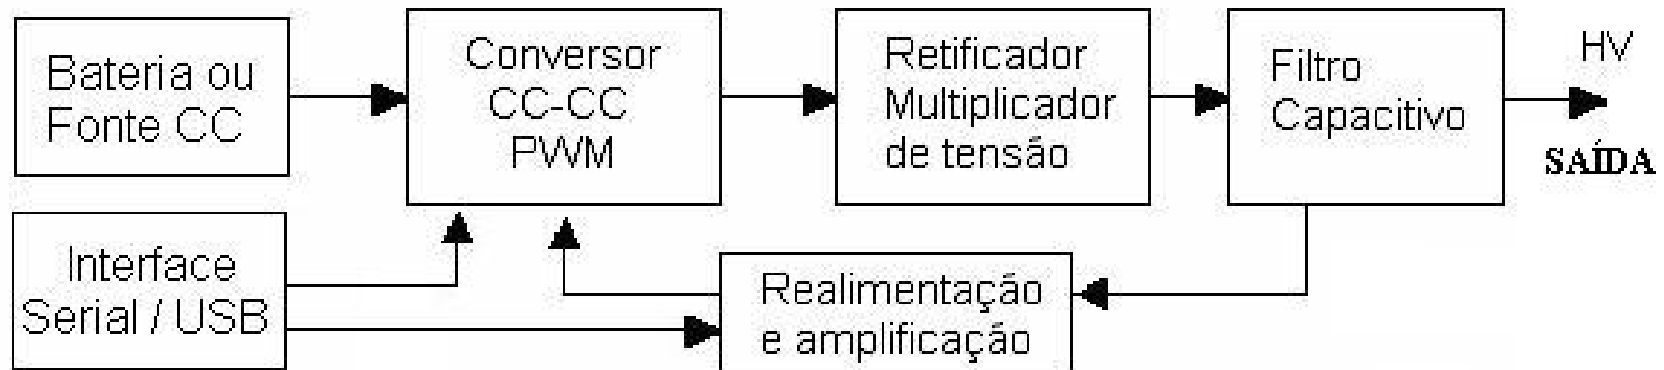 Bateria ou
Fonte CC
Conversor
CC-CC
PWM
Retificador
Multiplicador
de tensão
Filtro
Capacitivo
HV
SAÍDA
Interface
Serial / USB
Realimentação
e amplificação